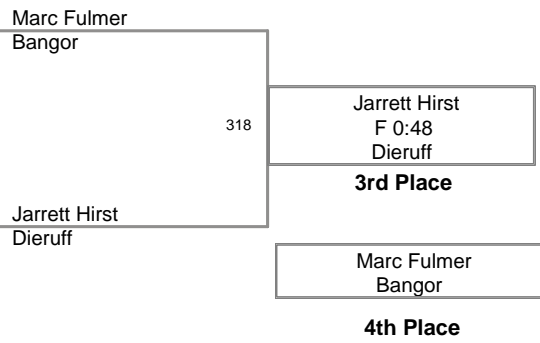 Marc Fulmer
Bangor
318
Jarrett Hirst
F 0:48
Dieruff
3rd Place
Jarrett Hirst
Dieruff
Marc Fulmer
Bangor
4th Place